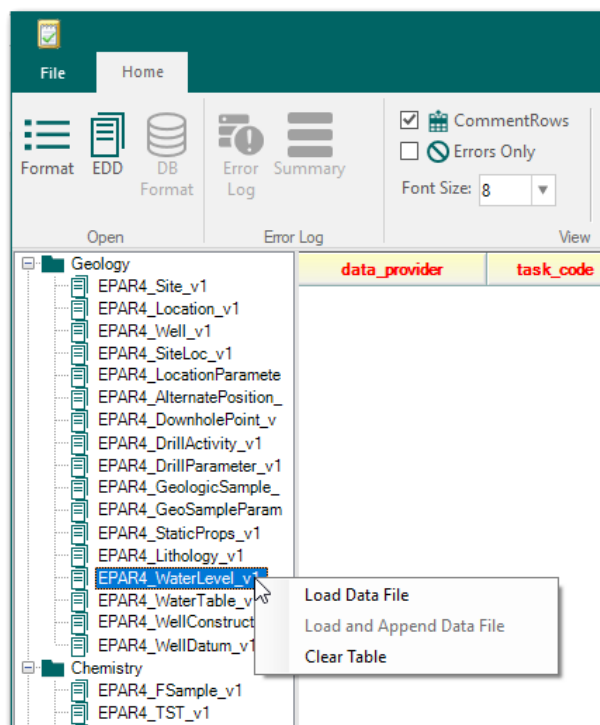 File
Home
Format
EDD
DB Format
Error Log
Summary
CommentRows
Errors Only
Font Size: 8
Open
Error Log
View
Geology
data_provider
task_code
EPAR4_Site_v1
EPAR4_Location_v1
EPAR4_Well_v1
EPAR4_SiteLoc_v1
EPAR4_LocationParamete
EPAR4_AlternatePosition_
EPAR4_DownholePoint_v
EPAR4_DrillActivity_v1
EPAR4_DrillParameter_v1
EPAR4_GeologicSample_
EPAR4_GeoSampleParam
EPAR4_StaticProps_v1
EPAR4_Lithology_v1
EPAR4_WaterLevel_v1
EPAR4_WaterTable_v
EPAR4_WellConstruct
EPAR4_WellDatum_v1
Load Data File
Load and Append Data File
Clear Table
Chemistry
EPAR4_FSample_v1
EPAR4_TST_v1